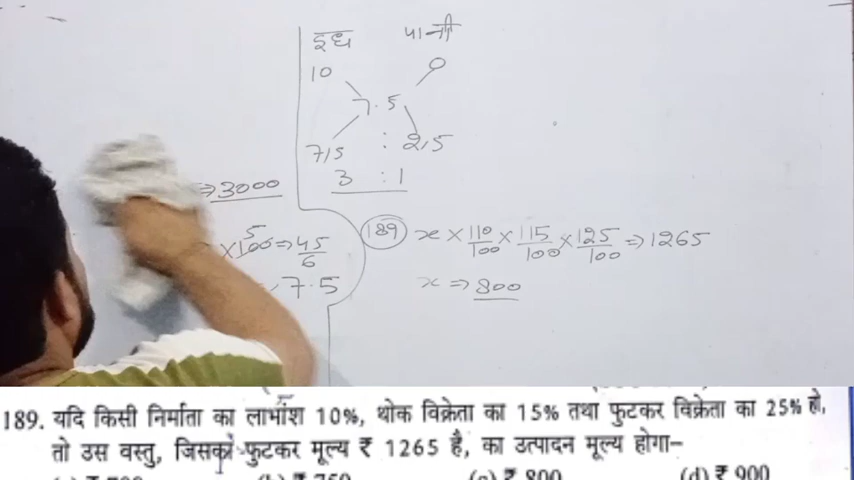 दूध पानी
10 0
7.5
7.5 : 2.5
3 : 1
⇒ 3000
5
× 100 ⇒ 45/6
7.5
189 x × 110/100 × 115/100 × 125/100 ⇒ 1265
x ⇒ 800
189. यदि किसी निर्माता का लाभांश 10%, थोक विक्रेता का 15% तथा फुटकर विक्रेता का 25% हो,
तो उस वस्तु, जिसका फुटकर मूल्य ₹ 1265 है, का उत्पादन मूल्य होगा–
(b) ₹ 750 (c) ₹ 800 (d) ₹ 900